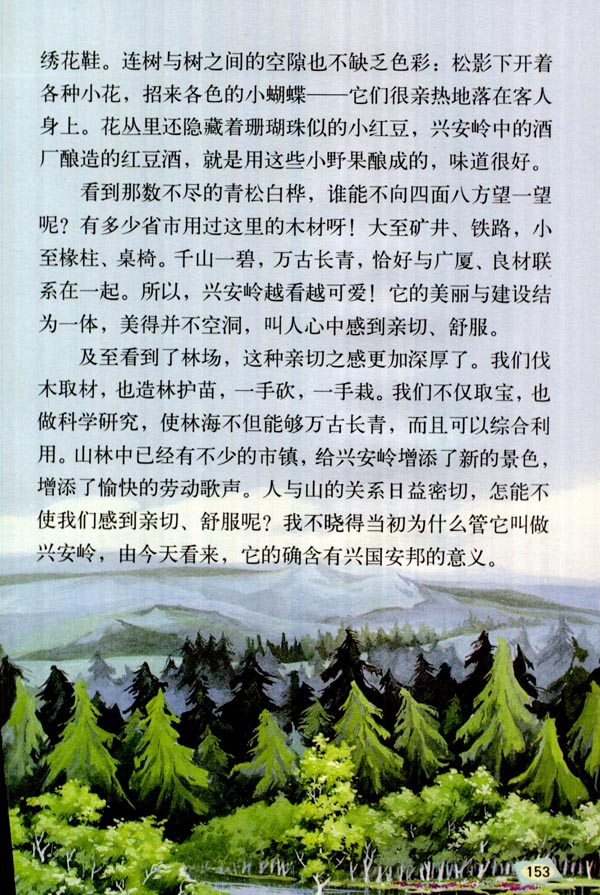 绣花鞋。连树与树之间的空隙也不缺乏色彩：松影下开着
各种小花，招来各色的小蝴蝶——它们很亲热地落在客人
身上。花丛里还隐藏着珊瑚珠似的小红豆，兴安岭中的酒
厂酿造的红豆酒，就是用这些小野果酿成的，味道很好。
看到那数不尽的青松白桦，谁能不向四面八方望一望
呢？有多少省市用过这里的木材呀！大至矿井、铁路，小
至椽柱、桌椅。千山一碧，万古长青，恰好与广厦、良材联
系在一起。所以，兴安岭越看越可爱！它的美丽与建设结
为一体，美得并不空洞，叫人心中感到亲切、舒服。
及至看到了林场，这种亲切之感更加深厚了。我们伐
木取材，也造林护苗，一手砍，一手栽。我们不仅取宝，也
做科学研究，使林海不但能够万古长青，而且可以综合利
用。山林中已经有不少的市镇，给兴安岭增添了新的景色，
增添了愉快的劳动歌声。人与山的关系日益密切，怎能不
使我们感到亲切、舒服呢？我不晓得当初为什么管它叫做
兴安岭，由今天看来，它的确含有兴国安邦的意义。
153